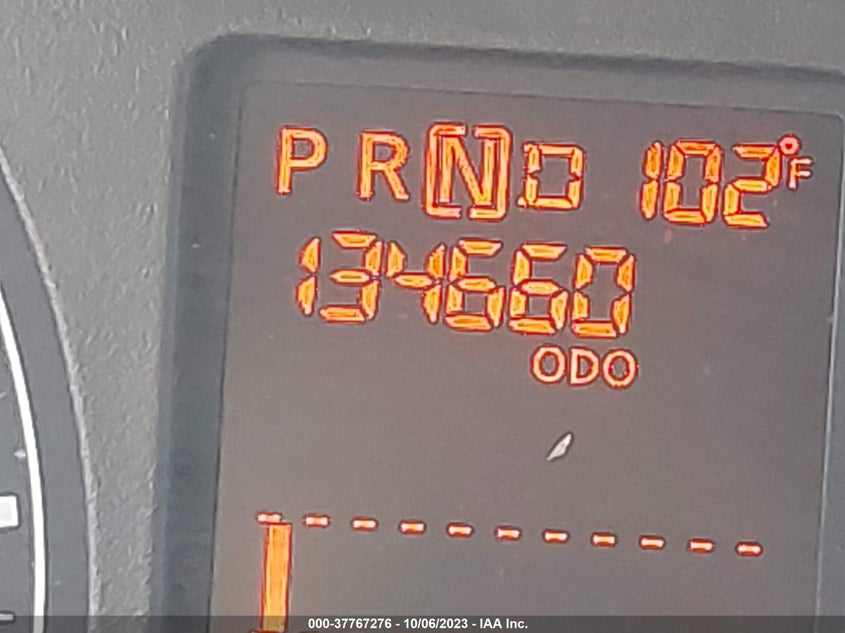 P R [N] D 102°F
134660
ODO
000-37767276 - 10/06/2023 - IAA Inc.